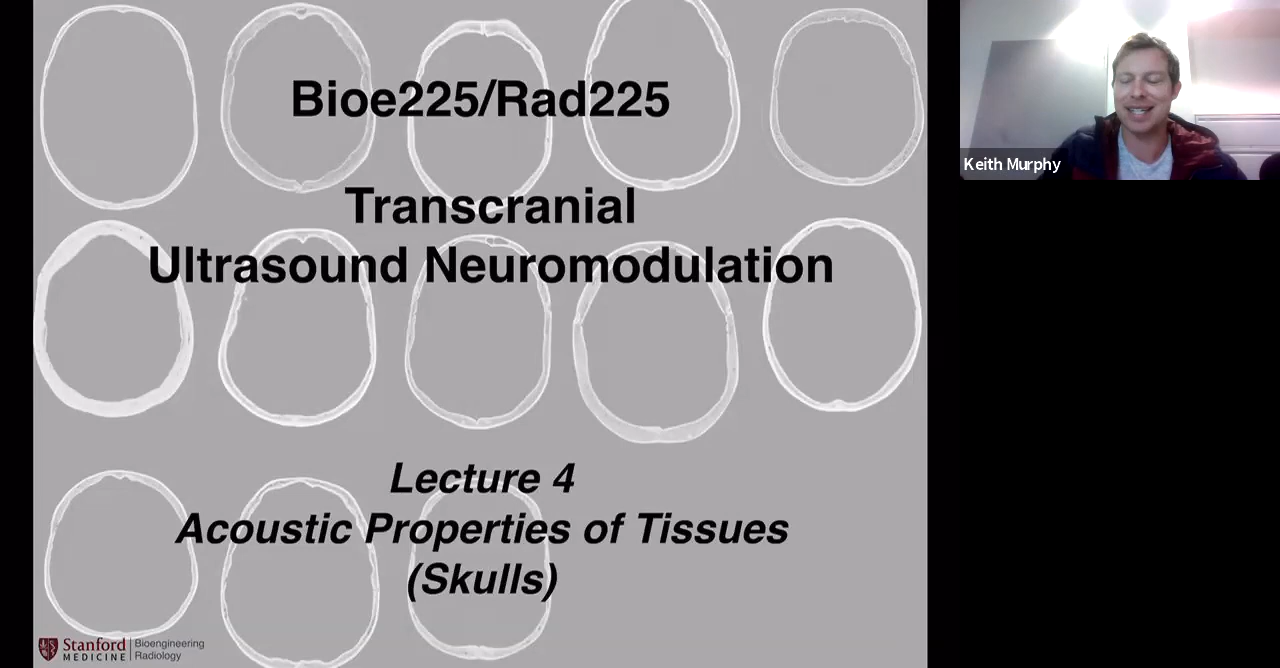 Bioe225/Rad225
Transcranial
Ultrasound Neuromodulation
Lecture 4
Acoustic Properties of Tissues
(Skulls)
Stanford
MEDICINE
Bioengineering
Radiology
Keith Murphy